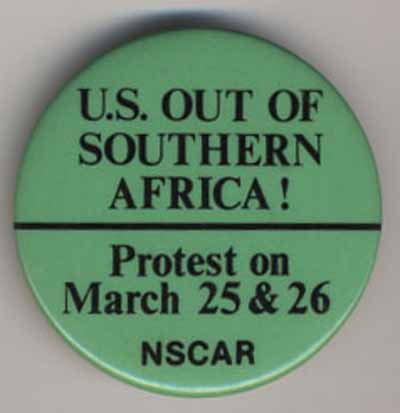 U.S. OUT OF
SOUTHERN
AFRICA!
Protest on
March 25 & 26
NSCAR